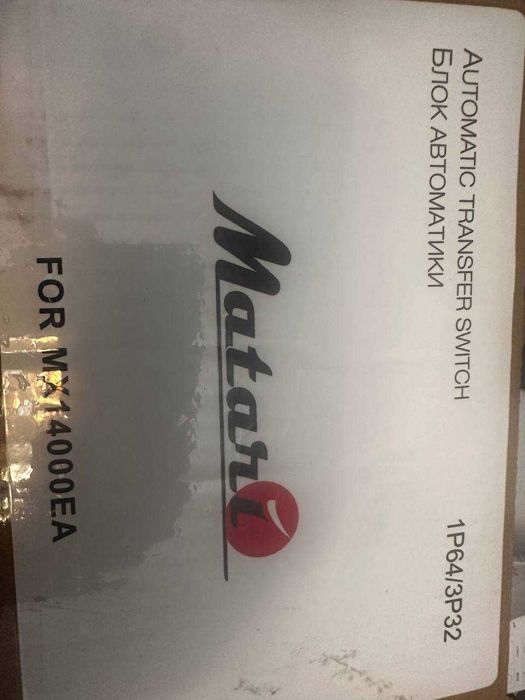 AUTOMATIC TRANSFER SWITCH 1P64/3P32
БЛОК АВТОМАТИКИ
Matari
FOR MX14000EA